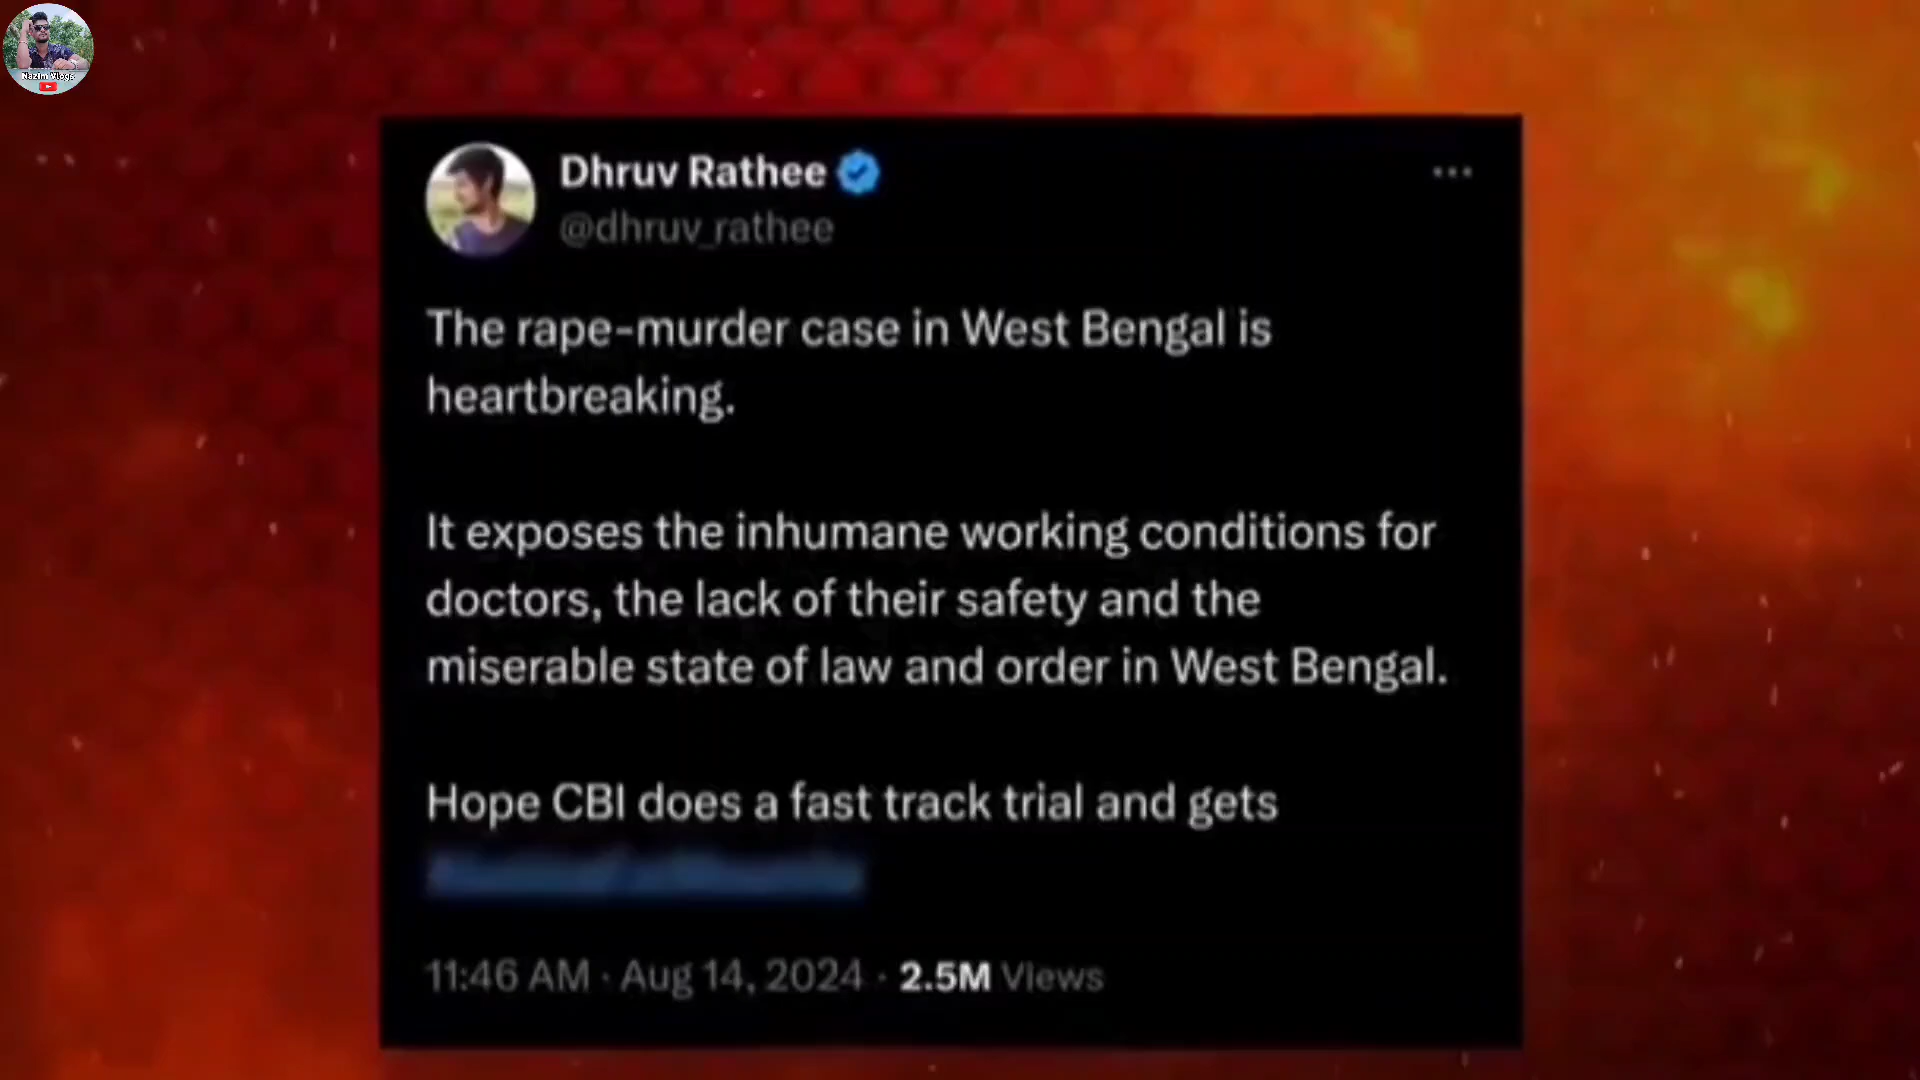 Nazim Vlogs
Dhruv Rathee
@dhruv_rathee
The rape-murder case in West Bengal is
heartbreaking.
It exposes the inhumane working conditions for
doctors, the lack of their safety and the
miserable state of law and order in West Bengal.
Hope CBI does a fast track trial and gets
11:46 AM · Aug 14, 2024 · 2.5M Views